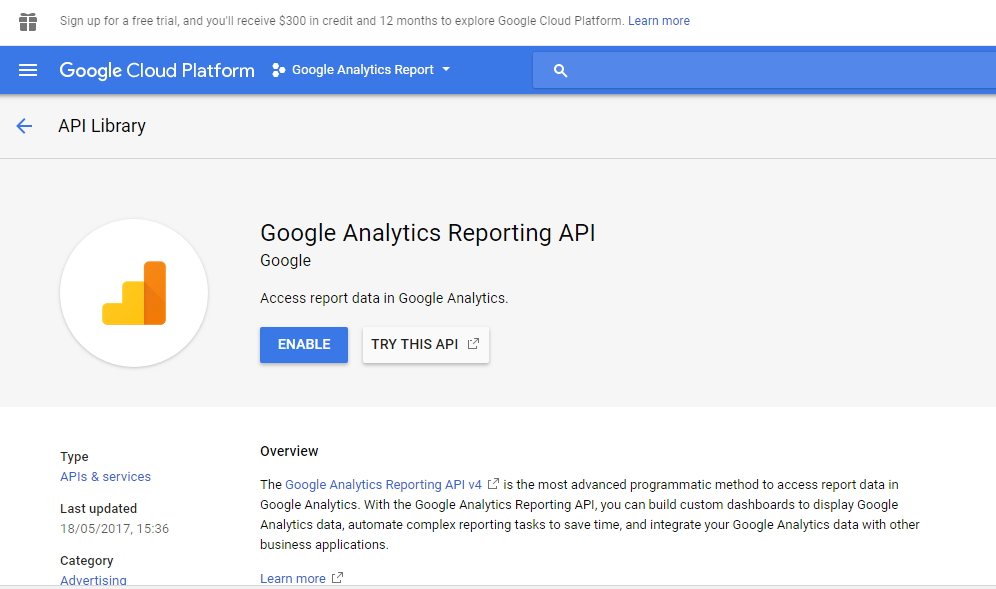 Sign up for a free trial, and you'll receive $300 in credit and 12 months to explore Google Cloud Platform. Learn more
Google Cloud Platform Google Analytics Report
API Library
Google Analytics Reporting API
Google
Access report data in Google Analytics.
ENABLE TRY THIS API
Type
APIs & services
Last updated
18/05/2017, 15:36
Category
Advertising
Overview
The Google Analytics Reporting API v4 is the most advanced programmatic method to access report data in
Google Analytics. With the Google Analytics Reporting API, you can build custom dashboards to display Google
Analytics data, automate complex reporting tasks to save time, and integrate your Google Analytics data with other
business applications.
Learn more